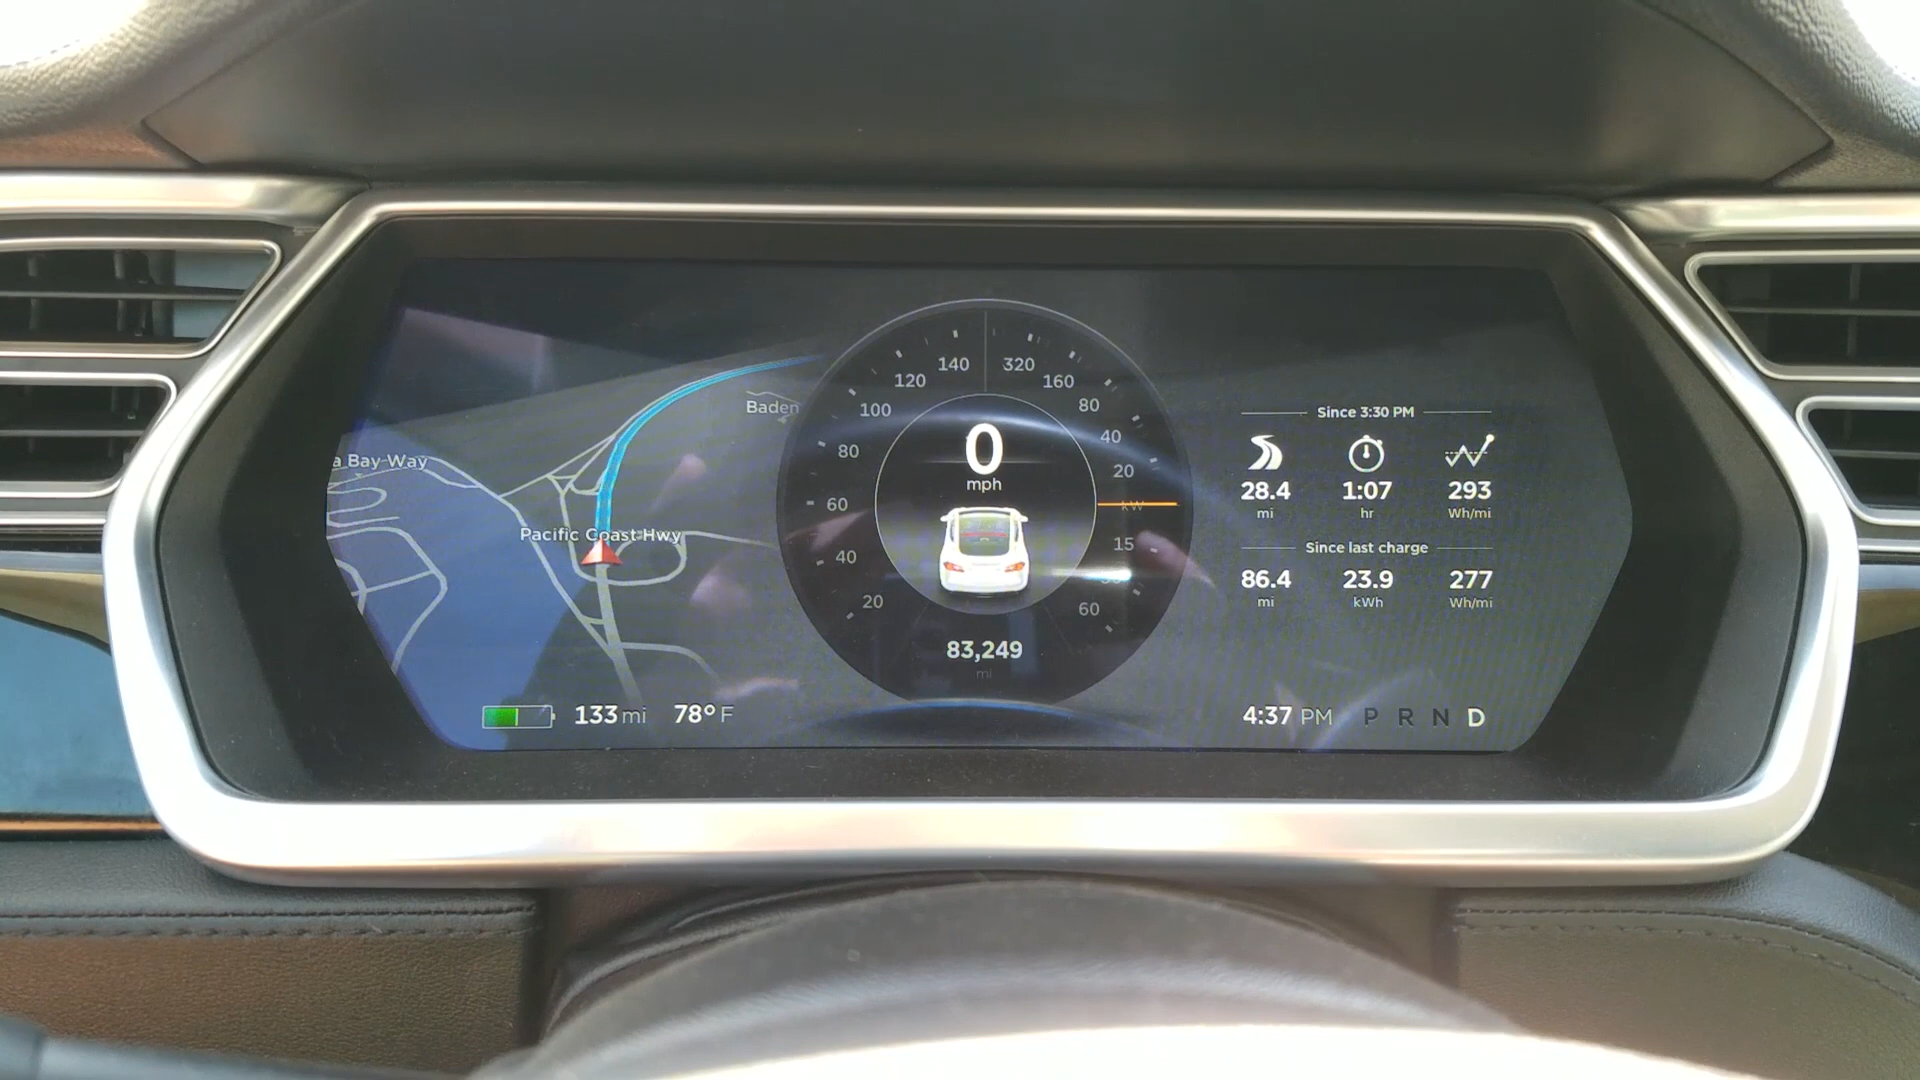 a Bay Way
Baden
Pacific Coast Hwy
133 mi 78° F
140
120
100
80
60
40
20
320
160
80
40
20
kW
15
60
0
mph
83,249
mi
Since 3:30 PM
28.4 1:07 293
mi hr Wh/mi
Since last charge
86.4 23.9 277
mi kWh Wh/mi
4:37 PM P R N D